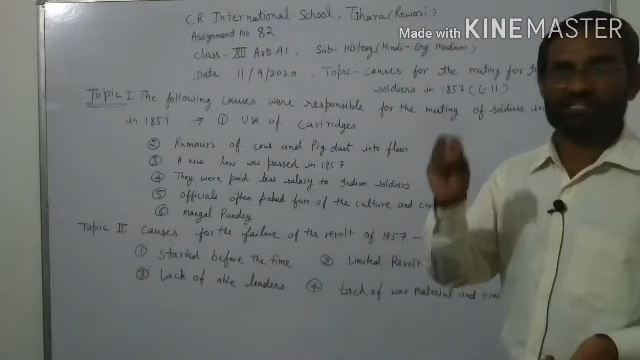 CR International School, Tihara (Rewari)
Assignment no 82
Made with KINEMASTER
Class- XII Arts A1, Sub- History (Hindi-Eng. Medium)
Date 11/9/2020, Topic- causes for the mutiny for
soldiers in 1857 (L-11)
Topic I The following causes were responsible for the mutiny of soldiers in
in 1857 → ① Use of Cartridges
② Rumours of cow and Pig dust into flour
③ A new law was passed in 1857
④ They were paid less salary to Indian soldiers
⑤ Officials often poked fun of the culture and
⑥ Mangal Pandey
Topic II Causes for the failure of the revolt of 1857 –
① Started before the time ② Limited Revolt
③ Lack of able leaders ④ Lack of war material and